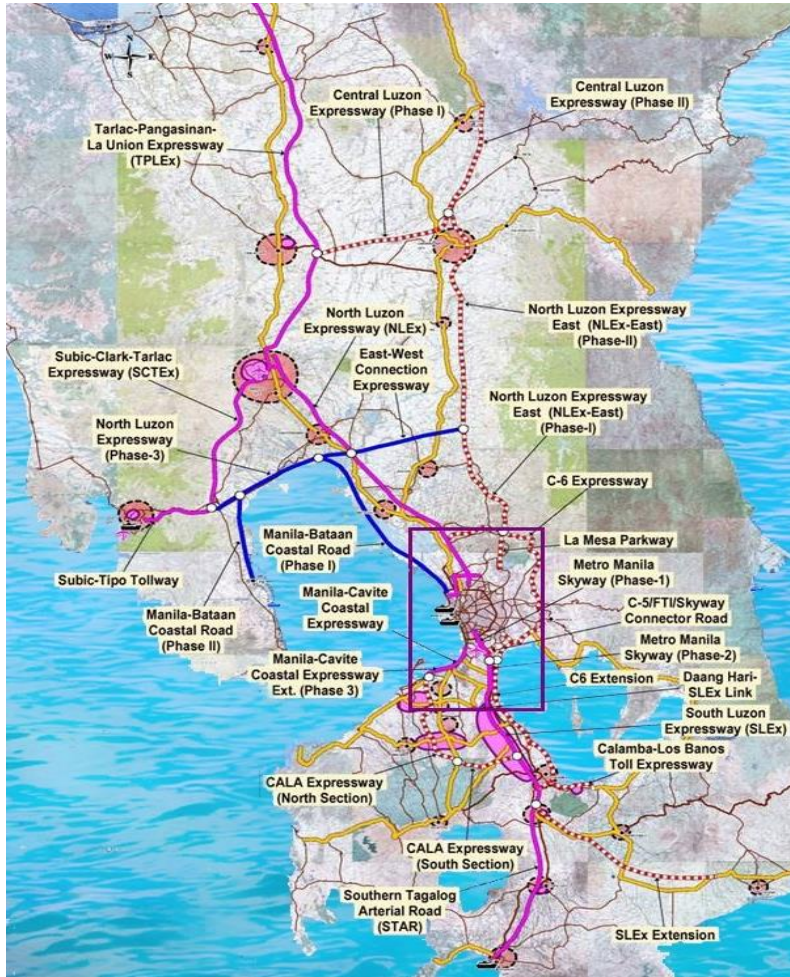 N
W
E
S
Central Luzon
Expressway (Phase I)
Central Luzon
Expressway (Phase II)
Tarlac-Pangasinan-
La Union Expressway
(TPLEx)
North Luzon
Expressway (NLEx)
North Luzon Expressway
East (NLEx-East)
Phase-II)
Subic-Clark-Tarlac
Expressway (SCTEx)
East-West
Connection
Expressway
North Luzon Expressway
East (NLEx-East)
(Phase-I)
North Luzon
Expressway
(Phase-3)
C-6 Expressway
La Mesa Parkway
Manila-Bataan
Coastal Road
(Phase I)
Metro Manila
Skyway (Phase-1)
Subic-Tipo Tollway
Manila-Cavite
Coastal
Expressway
C-5/FTI/Skyway
Connector Road
Manila-Bataan
Coastal Road
(Phase II)
Metro Manila
Skyway (Phase-2)
Manila-Cavite
Coastal Expressway
Ext. (Phase 3)
C6 Extension
Daang Hari-
SLEx Link
South Luzon
Expressway (SLEx)
Calamba-Los Banos
Toll Expressway
CALA Expressway
(North Section)
CALA Expressway
(South Section)
Southern Tagalog
Arterial Road
(STAR)
SLEx Extension